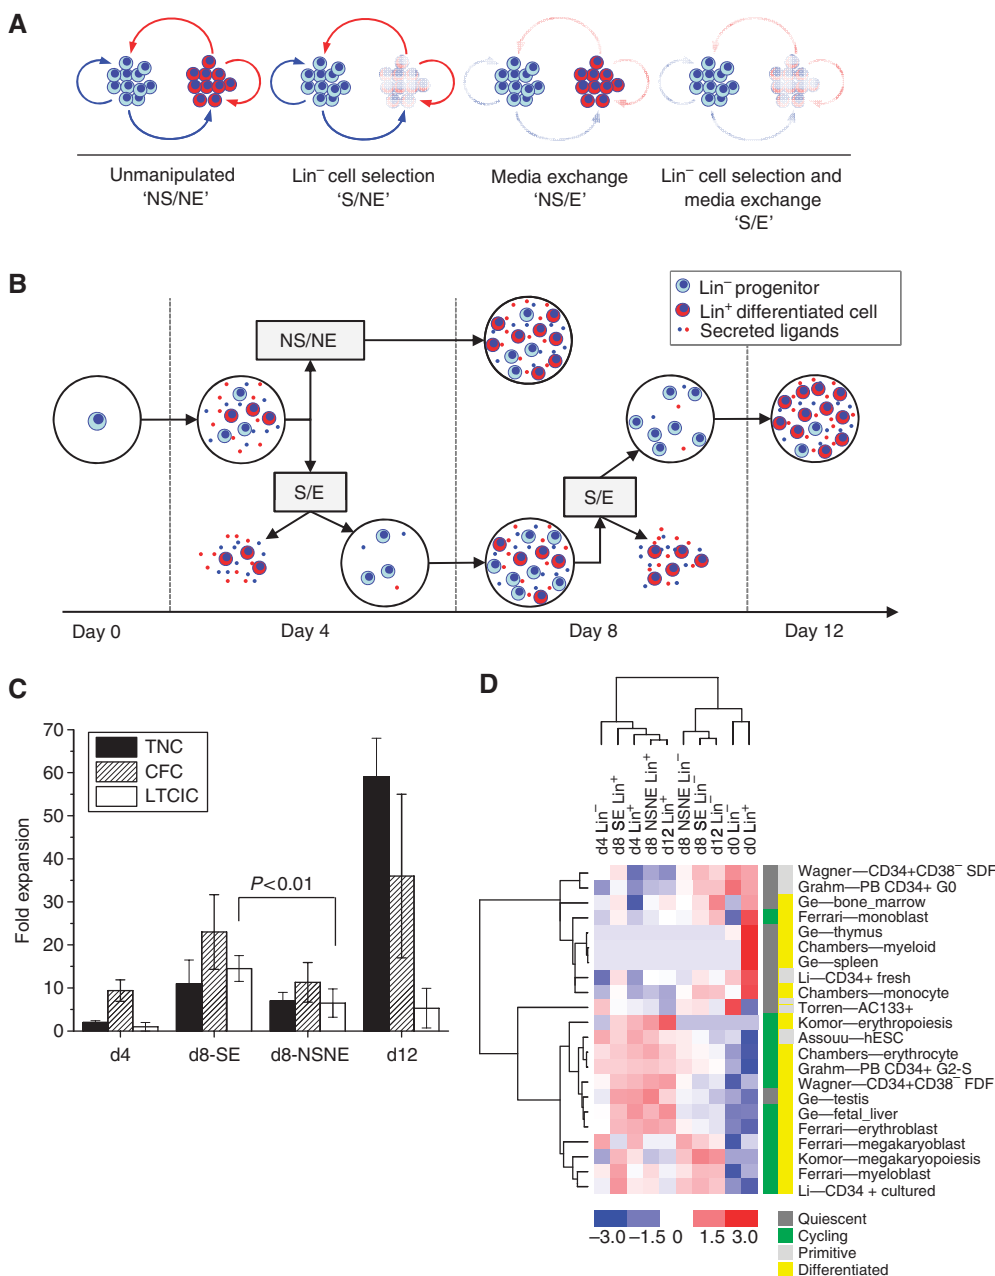 A
Unmanipulated
'NS/NE'
Lin− cell selection
'S/NE'
Media exchange
'NS/E'
Lin− cell selection and
media exchange
'S/E'
B
Lin− progenitor
Lin+ differentiated cell
Secreted ligands
NS/NE
S/E
S/E
Day 0
Day 4
Day 8
Day 12
C
Fold expansion
70
60
50
40
30
20
10
0
TNC
CFC
LTCIC
P<0.01
d4
d8-SE
d8-NSNE
d12
D
d4 Lin−
d8 SE Lin+
d4 Lin+
d8 NSNE Lin+
d12 Lin+
d8 NSNE Lin−
d8 SE Lin−
d12 Lin−
d0 Lin−
d0 Lin+
Wagner—CD34+CD38− SDF
Grahm—PB CD34+ G0
Ge—bone_marrow
Ferrari—monoblast
Ge—thymus
Chambers—myeloid
Ge—spleen
Li—CD34+ fresh
Chambers—monocyte
Torren—AC133+
Komor—erythropoiesis
Assouu—hESC
Chambers—erythrocyte
Grahm—PB CD34+ G2-S
Wagner—CD34+CD38− FDF
Ge—testis
Ge—fetal_liver
Ferrari—erythroblast
Ferrari—megakaryoblast
Komor—megakaryopoiesis
Ferrari—myeloblast
Li—CD34 + cultured
−3.0 −1.5 0 1.5 3.0
Quiescent
Cycling
Primitive
Differentiated